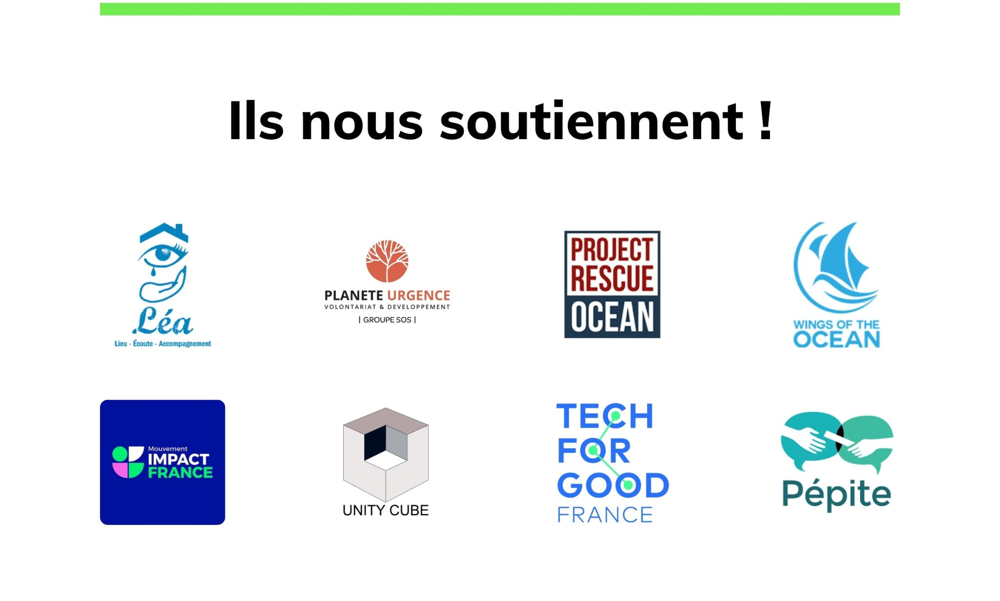 Ils nous soutiennent !
Léa
Lieu - Écoute - Accompagnement
PLANETE URGENCE
VOLONTARIAT & DEVELOPPEMENT
| GROUPE SOS |
PROJECT
RESCUE
OCEAN
WINGS OF THE
OCEAN
Mouvement
IMPACT
FRANCE
UNITY CUBE
TECH
FOR
GOOD
FRANCE
Pépite